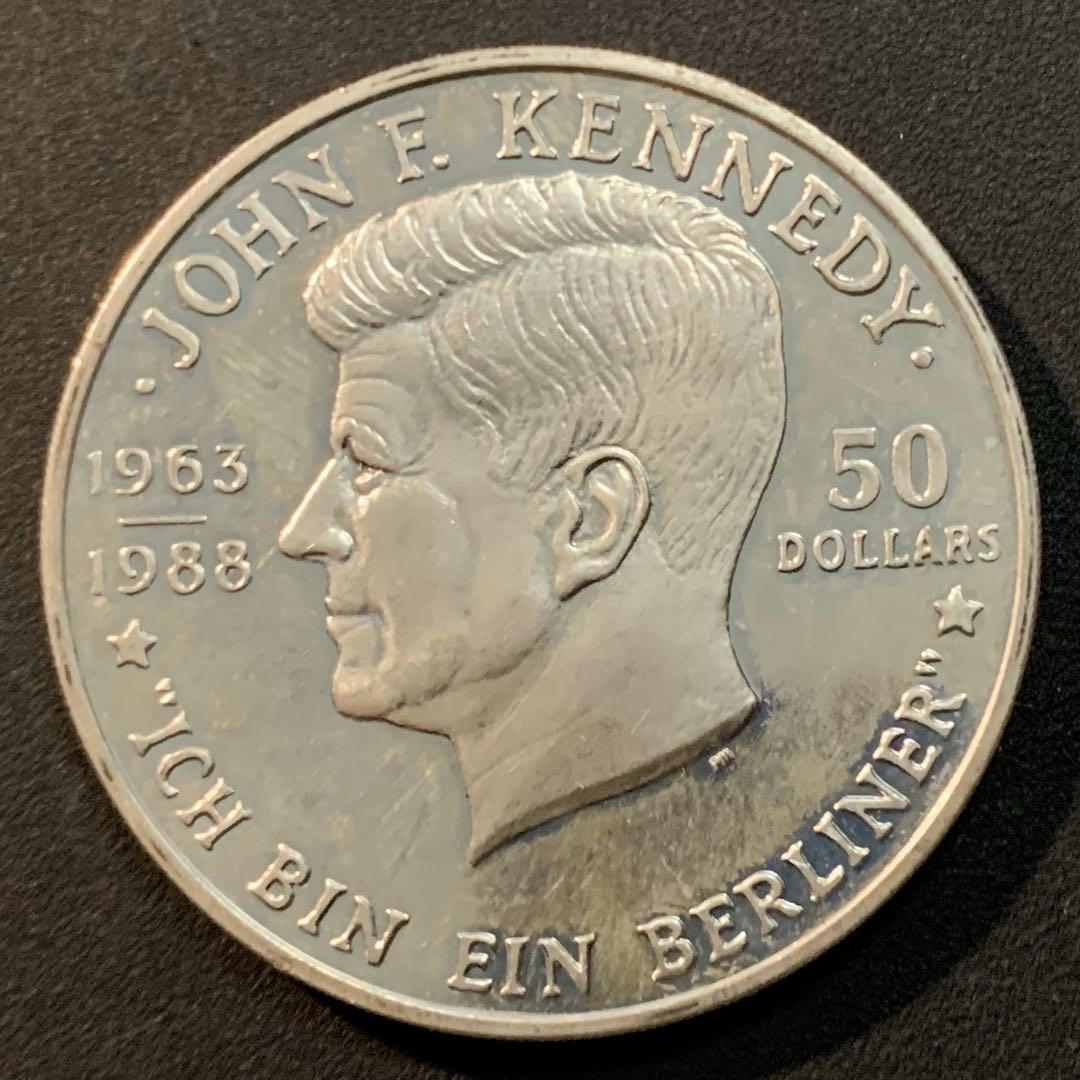 · JOHN F. KENNEDY ·
1963
1988
50
DOLLARS
"ICH BIN EIN BERLINER"